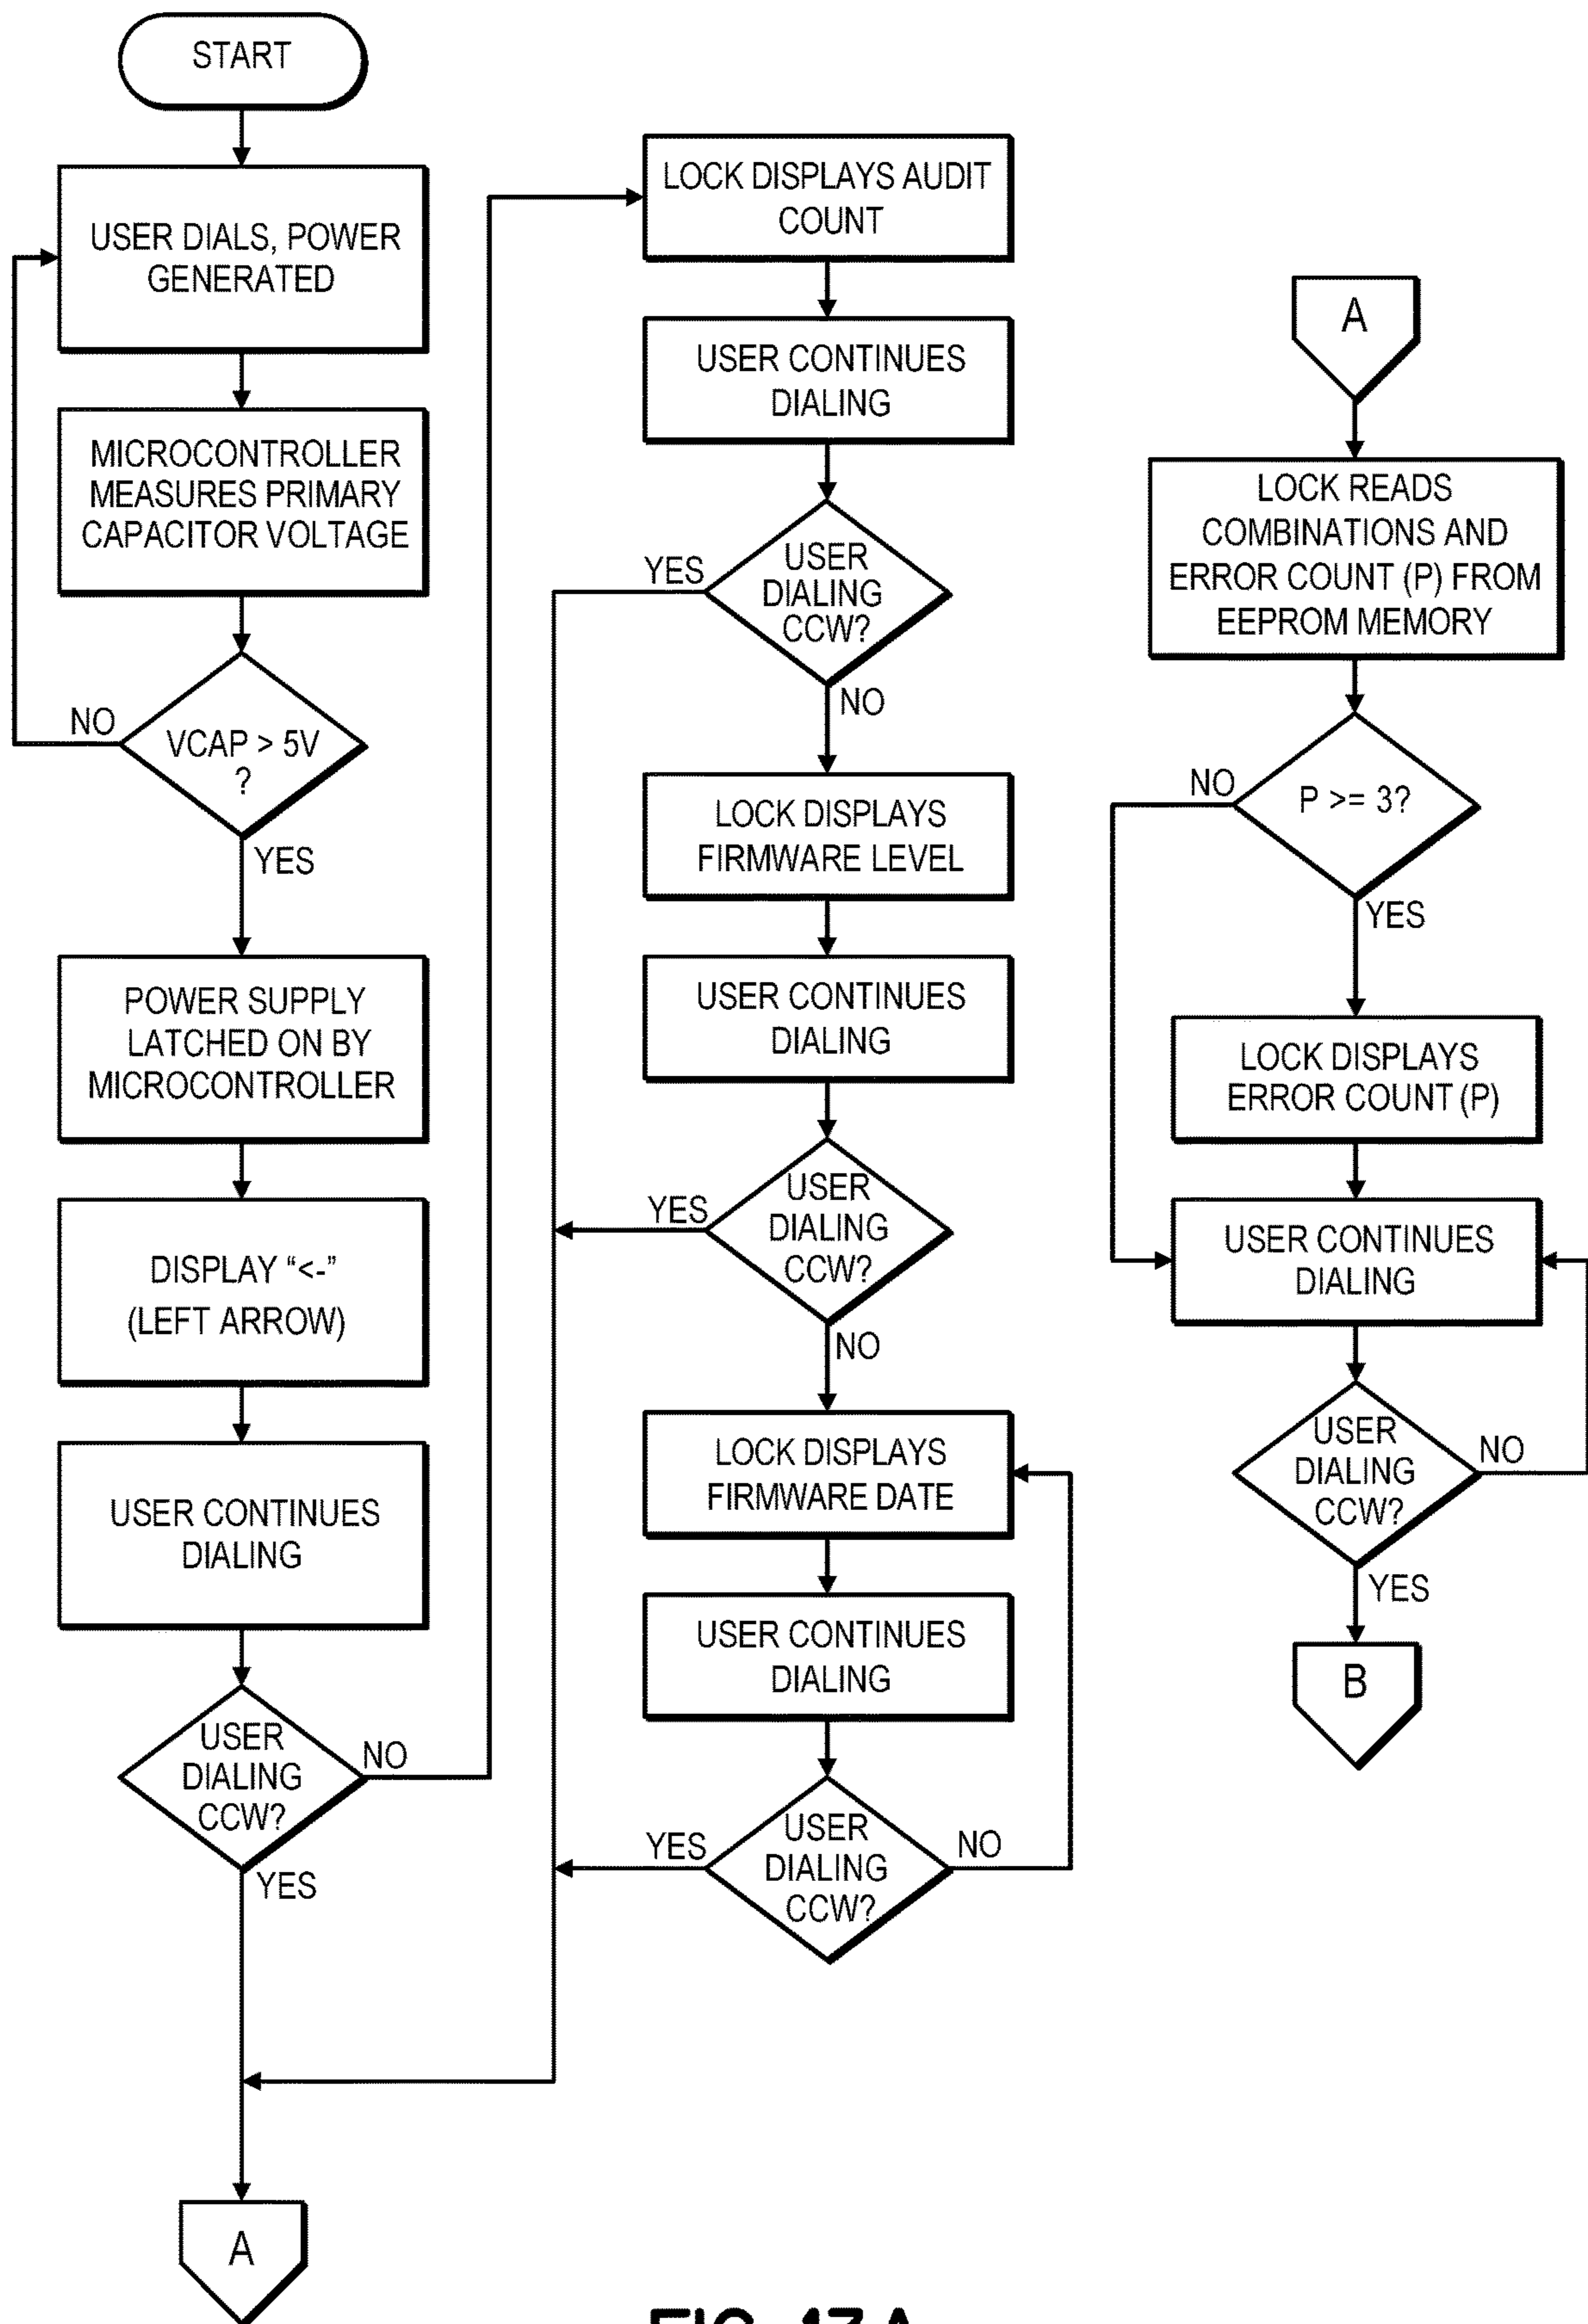 START
USER DIALS, POWER
GENERATED
MICROCONTROLLER
MEASURES PRIMARY
CAPACITOR VOLTAGE
NO
VCAP > 5V
?
YES
POWER SUPPLY
LATCHED ON BY
MICROCONTROLLER
DISPLAY “<-”
(LEFT ARROW)
USER CONTINUES
DIALING
USER
DIALING
CCW?
NO
YES
A
LOCK DISPLAYS AUDIT
COUNT
USER CONTINUES
DIALING
YES
USER
DIALING
CCW?
NO
LOCK DISPLAYS
FIRMWARE LEVEL
USER CONTINUES
DIALING
YES
USER
DIALING
CCW?
NO
LOCK DISPLAYS
FIRMWARE DATE
USER CONTINUES
DIALING
YES
USER
DIALING
CCW?
NO
A
LOCK READS
COMBINATIONS AND
ERROR COUNT (P) FROM
EEPROM MEMORY
NO
P >= 3?
YES
LOCK DISPLAYS
ERROR COUNT (P)
USER CONTINUES
DIALING
USER
DIALING
CCW?
NO
YES
B